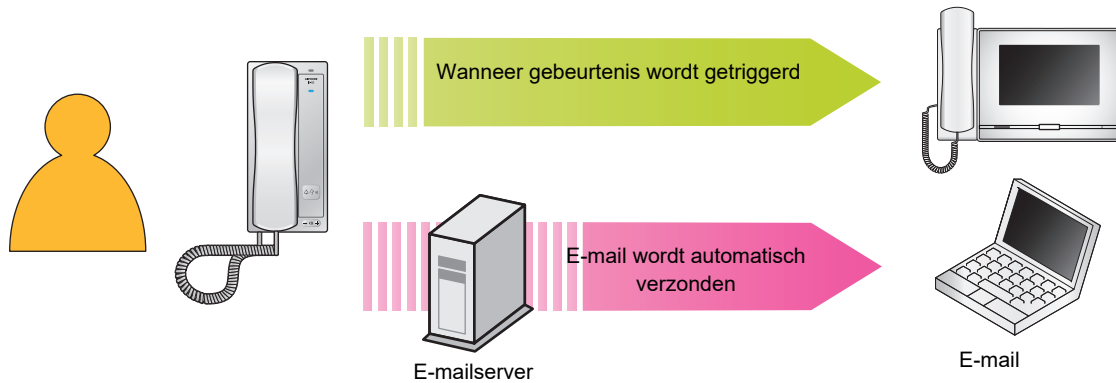 Wanneer gebeurtenis wordt getriggerd
E-mail wordt automatisch
verzonden
E-mailserver
E-mail